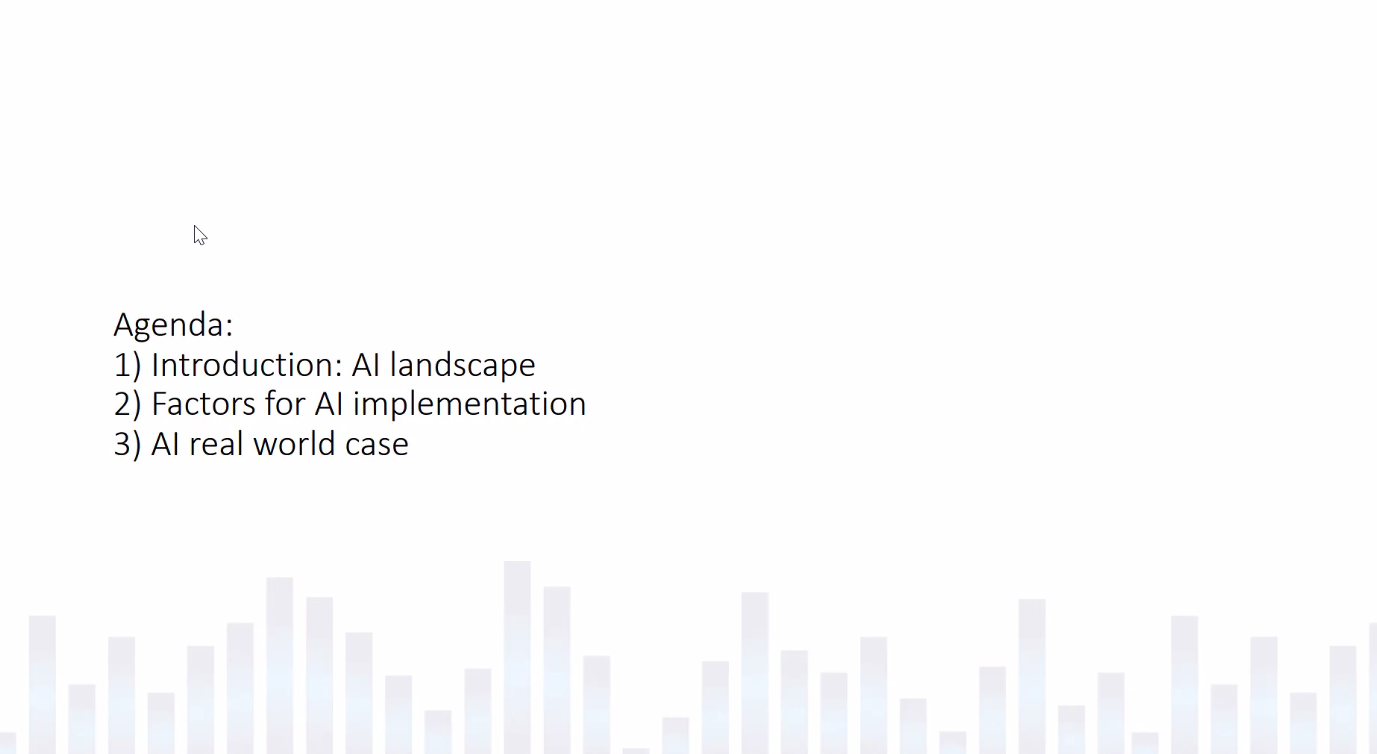 Agenda:
1) Introduction: AI landscape
2) Factors for AI implementation
3) AI real world case